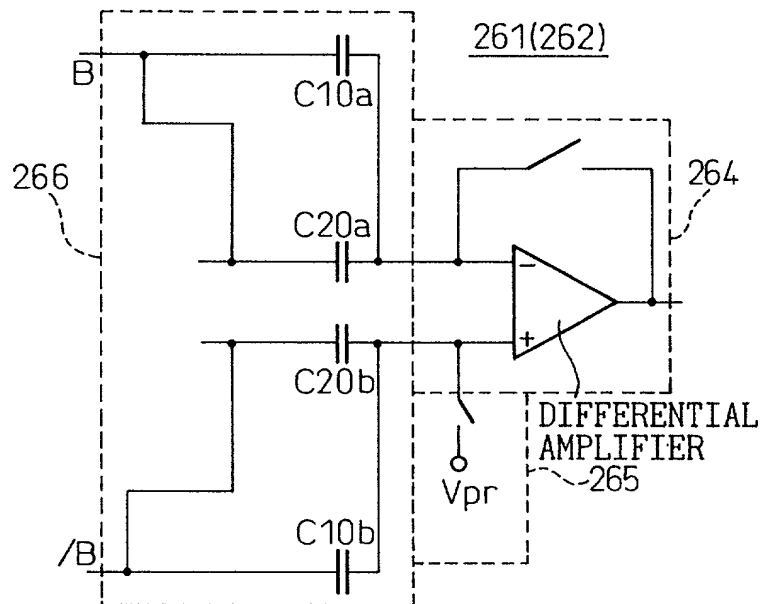 261(262)
B
C10a
266
264
C20a
−
+
C20b
DIFFERENTIAL
AMPLIFIER
265
Vpr
C10b
/B